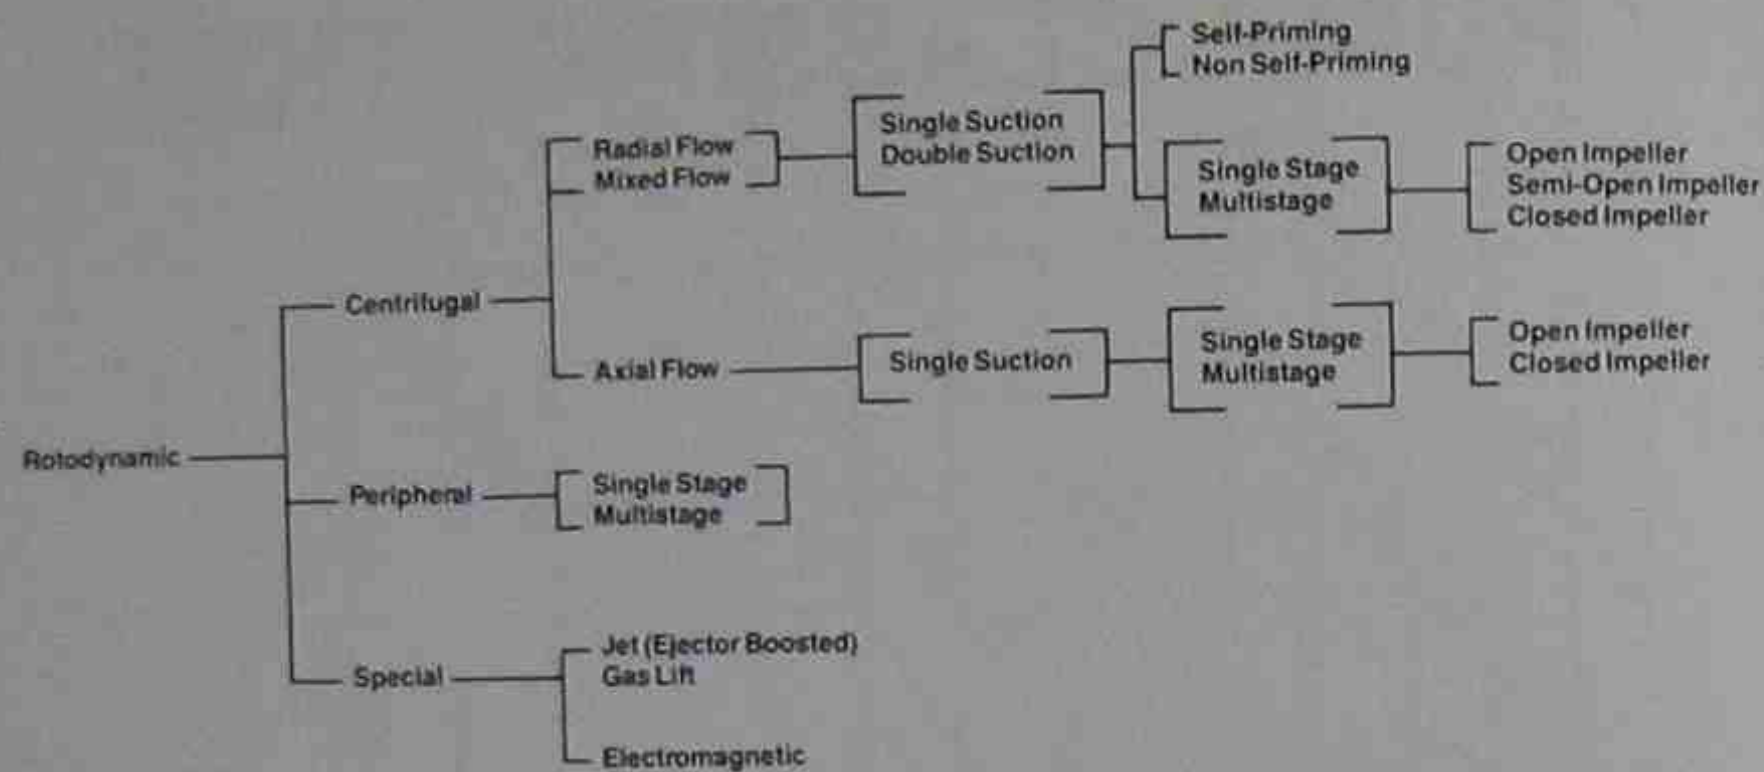 Self-Priming
Non Self-Priming
Radial Flow
Mixed Flow
Single Suction
Double Suction
Single Stage
Multistage
Open Impeller
Semi-Open Impeller
Closed Impeller
Centrifugal
Axial Flow
Single Suction
Single Stage
Multistage
Open Impeller
Closed Impeller
Rotodynamic
Peripheral
Single Stage
Multistage
Special
Jet (Ejector Boosted)
Gas Lift
Electromagnetic